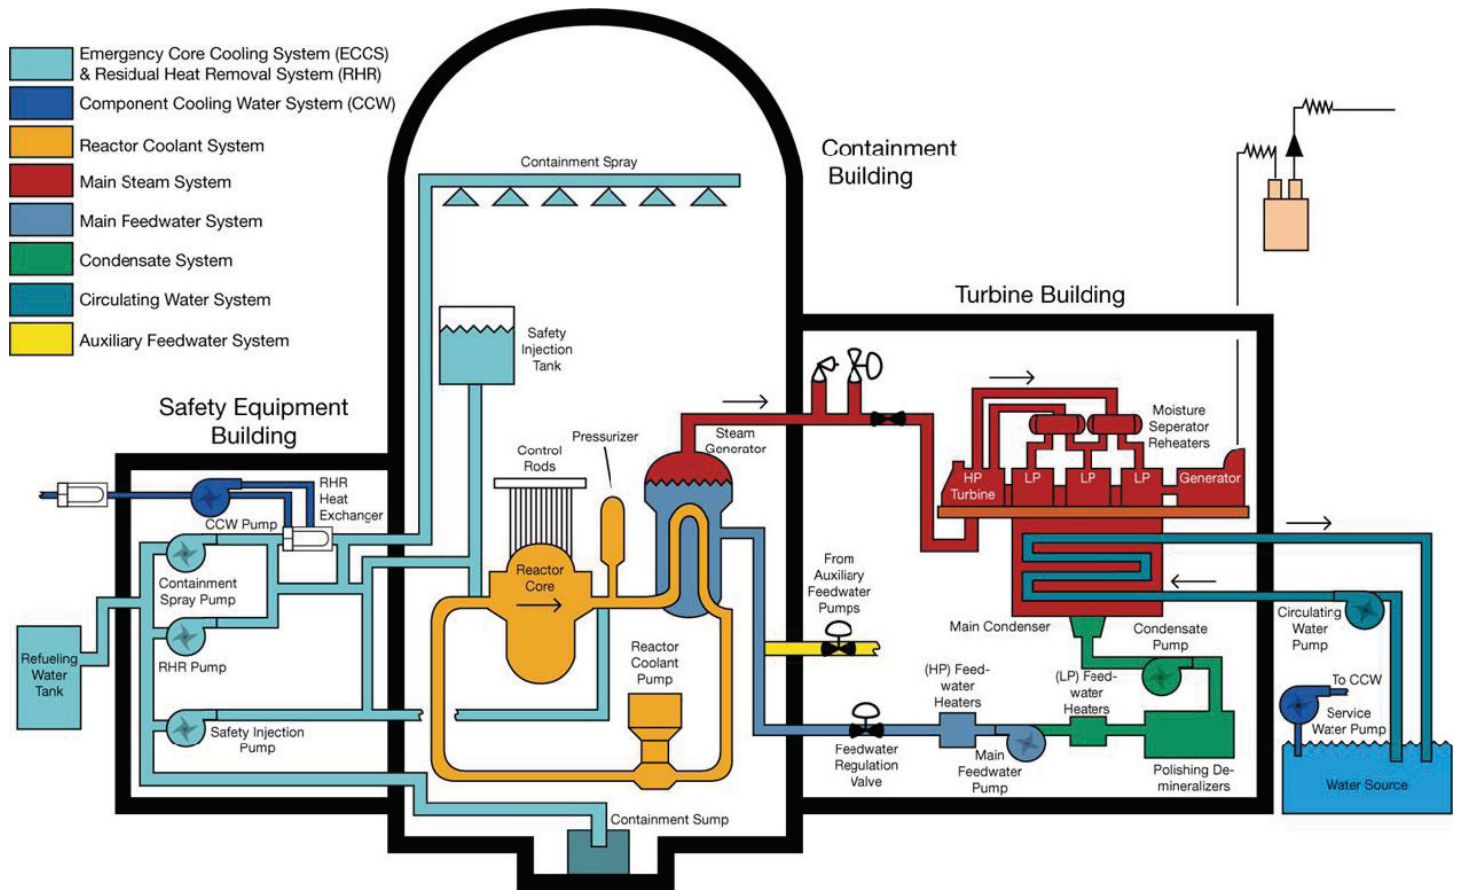 Emergency Core Cooling System (ECCS)
& Residual Heat Removal System (RHR)
Component Cooling Water System (CCW)
Reactor Coolant System
Main Steam System
Main Feedwater System
Condensate System
Circulating Water System
Auxiliary Feedwater System
Containment Spray
Containment
Building
Safety
Injection
Tank
Turbine Building
Safety Equipment
Building
Pressurizer
Steam
Generator
Control
Rods
Moisture
Seperator
Reheaters
HP
Turbine
LP
LP
LP
Generator
RHR
Heat
Exchanger
CCW Pump
Containment
Spray Pump
Reactor
Core
From
Auxiliary
Feedwater
Pumps
Main Condenser
Condensate
Pump
Circulating
Water
Pump
Refueling
Water
Tank
RHR Pump
Reactor
Coolant
Pump
(HP) Feed-
water
Heaters
(LP) Feed-
water
Heaters
To CCW
Service
Water Pump
Safety Injection
Pump
Feedwater
Regulation
Valve
Main
Feedwater
Pump
Polishing De-
mineralizers
Water Source
Containment Sump